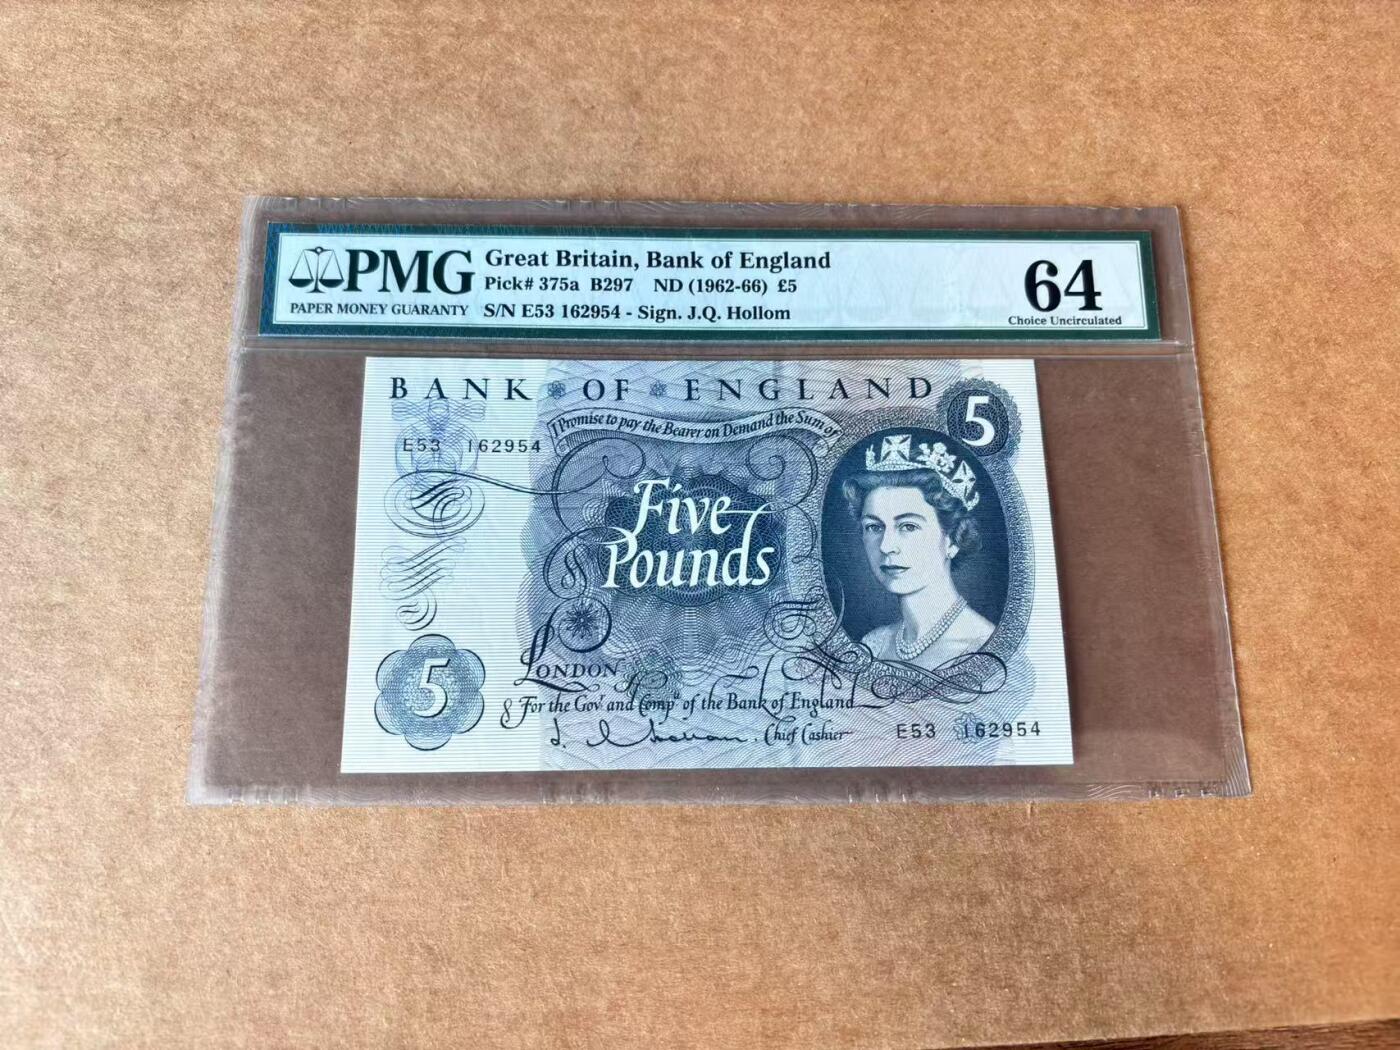 PMG
PAPER MONEY GUARANTY
Great Britain, Bank of England
Pick# 375a B297 ND (1962-66) £5
S/N E53 162954 - Sign. J.Q. Hollom
64
Choice Uncirculated
BANK OF ENGLAND
5
I Promise to pay the Bearer on Demand the Sum of
E53 162954
Five
Pounds
LONDON
5
For the Govr and Compa of the Bank of England
Chief Cashier
E53 162954